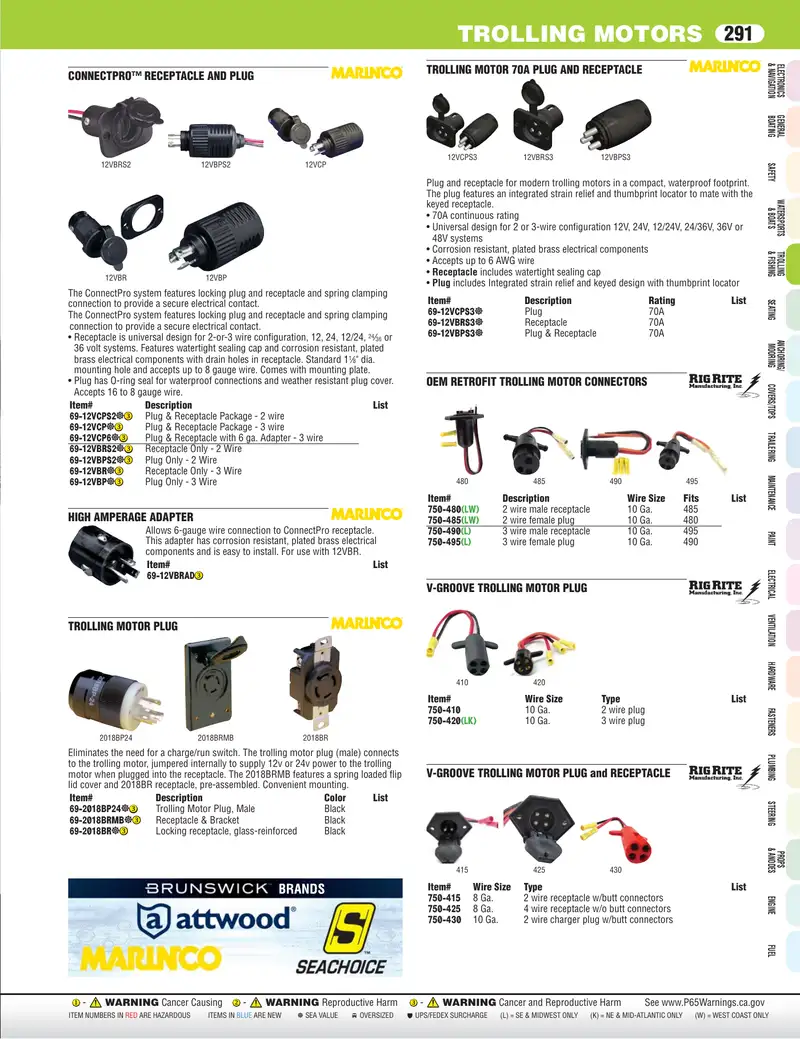 TROLLING MOTORS 291
CONNECTPRO™ RECEPTACLE AND PLUG
MARINCO
12VBRS2 12VBPS2 12VCP
12VBR 12VBP
The ConnectPro system features locking plug and receptacle and spring clamping
connection to provide a secure electrical contact.
The ConnectPro system features locking plug and receptacle and spring clamping
connection to provide a secure electrical contact.
• Receptacle is universal design for 2-or-3 wire configuration, 12, 24, 12/24, 24/36 or
36 volt systems. Features watertight sealing cap and corrosion resistant, plated
brass electrical components with drain holes in receptacle. Standard 1⅛" dia.
mounting hole and accepts up to 8 gauge wire. Comes with mounting plate.
• Plug has O-ring seal for waterproof connections and weather resistant plug cover.
Accepts 16 to 8 gauge wire.
Item# Description List
69-12VCPS2 3 Plug & Receptacle Package - 2 wire
69-12VCP 3 Plug & Receptacle Package - 3 wire
69-12VCP6 3 Plug & Receptacle with 6 ga. Adapter - 3 wire
69-12VBRS2 3 Receptacle Only - 2 Wire
69-12VBPS2 3 Plug Only - 2 Wire
69-12VBR 3 Receptacle Only - 3 Wire
69-12VBP 3 Plug Only - 3 Wire
HIGH AMPERAGE ADAPTER
MARINCO
Allows 6-gauge wire connection to ConnectPro receptacle.
This adapter has corrosion resistant, plated brass electrical
components and is easy to install. For use with 12VBR.
Item# List
69-12VBRAD 3
TROLLING MOTOR PLUG
MARINCO
2018BP24 2018BRMB 2018BR
Eliminates the need for a charge/run switch. The trolling motor plug (male) connects
to the trolling motor, jumpered internally to supply 12v or 24v power to the trolling
motor when plugged into the receptacle. The 2018BRMB features a spring loaded flip
lid cover and 2018BR receptacle, pre-assembled. Convenient mounting.
Item# Description Color List
69-2018BP24 3 Trolling Motor Plug, Male Black
69-2018BRMB 3 Receptacle & Bracket Black
69-2018BR 3 Locking receptacle, glass-reinforced Black
BRUNSWICK™ BRANDS
a attwood®
MARINCO
S
SEACHOICE™
TROLLING MOTOR 70A PLUG AND RECEPTACLE
MARINCO
12VCPS3 12VBRS3 12VBPS3
Plug and receptacle for modern trolling motors in a compact, waterproof footprint.
The plug features an integrated strain relief and thumbprint locator to mate with the
keyed receptacle.
• 70A continuous rating
• Universal design for 2 or 3-wire configuration 12V, 24V, 12/24V, 24/36V, 36V or
48V systems
• Corrosion resistant, plated brass electrical components
• Accepts up to 6 AWG wire
• Receptacle includes watertight sealing cap
• Plug includes Integrated strain relief and keyed design with thumbprint locator
Item# Description Rating List
69-12VCPS3 Plug 70A
69-12VBRS3 Receptacle 70A
69-12VBPS3 Plug & Receptacle 70A
OEM RETROFIT TROLLING MOTOR CONNECTORS
RIG RITE
Manufacturing, Inc.
480 485 490 495
Item# Description Wire Size Fits List
750-480(LW) 2 wire male receptacle 10 Ga. 485
750-485(LW) 2 wire female plug 10 Ga. 480
750-490(L) 3 wire male receptacle 10 Ga. 495
750-495(L) 3 wire female plug 10 Ga. 490
V-GROOVE TROLLING MOTOR PLUG
RIG RITE
Manufacturing, Inc.
410 420
Item# Wire Size Type List
750-410 10 Ga. 2 wire plug
750-420(LK) 10 Ga. 3 wire plug
V-GROOVE TROLLING MOTOR PLUG and RECEPTACLE
RIG RITE
Manufacturing, Inc.
415 425 430
Item# Wire Size Type List
750-415 8 Ga. 2 wire receptacle w/butt connectors
750-425 8 Ga. 4 wire receptacle w/o butt connectors
750-430 10 Ga. 2 wire charger plug w/butt connectors
ELECTRONICS
& NAVIGATION
GENERAL
BOATING
SAFETY
WATERSPORTS
& BOATS
TROLLING
& FISHING
SEATING
ANCHORING/
MOORING
COVERS/TOPS
TRAILERING
MAINTENANCE
PAINT
ELECTRICAL
VENTILATION
HARDWARE
FASTENERS
PLUMBING
STEERING
PROPS
& ANODES
ENGINE
FUEL
1 - WARNING Cancer Causing 2 - WARNING Reproductive Harm 3 - WARNING Cancer and Reproductive Harm See www.P65Warnings.ca.gov
ITEM NUMBERS IN RED ARE HAZARDOUS ITEMS IN BLUE ARE NEW SEA VALUE OVERSIZED UPS/FEDEX SURCHARGE (L) = SE & MIDWEST ONLY (K) = NE & MID-ATLANTIC ONLY (W) = WEST COAST ONLY